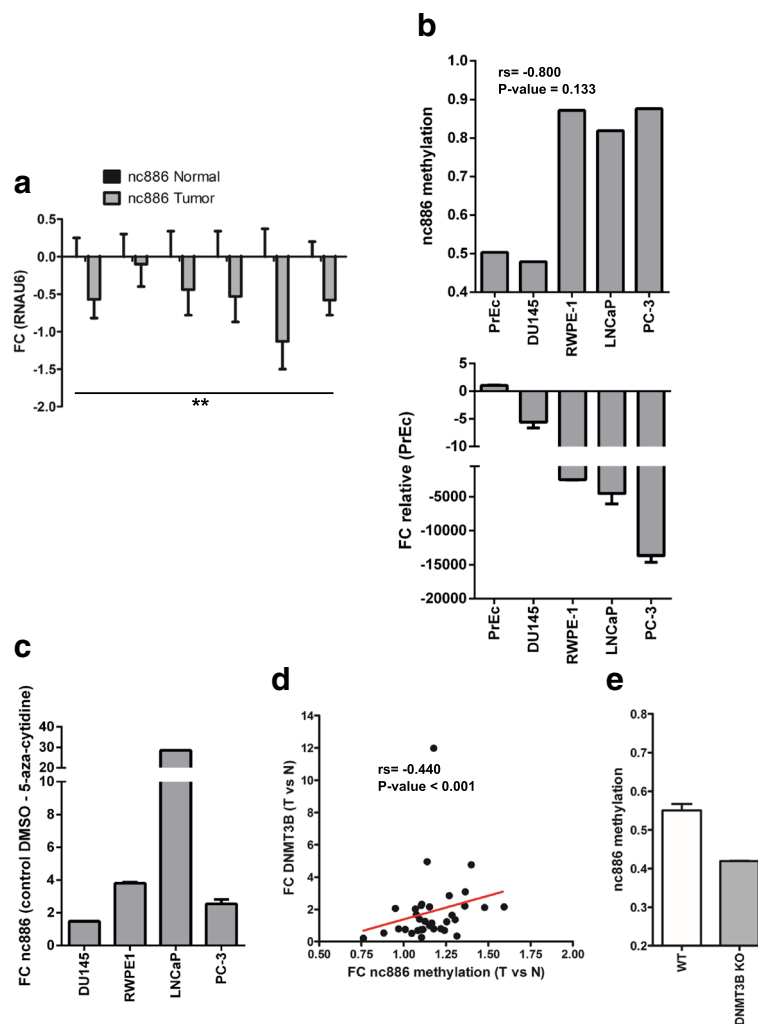 a
nc886 Normal
nc886 Tumor
FC (RNAU6)
0.5
0.0
-0.5
-1.0
-1.5
-2.0
**
b
nc886 methylation
1.0
0.9
0.8
0.7
0.6
0.5
0.4
rs= -0.800
P-value = 0.133
PrEc
DU145
RWPE-1
LNCaP
PC-3
FC relative (PrEc)
5
0
-5
-10
-5000
-10000
-15000
-20000
PrEc
DU145
RWPE-1
LNCaP
PC-3
c
FC nc886 (control DMSO - 5-aza-cytidine)
40
30
20
10
8
6
4
2
0
DU145
RWPE1
LNCaP
PC-3
d
FC DNMT3B (T vs N)
14
12
10
8
6
4
2
0
rs= -0.440
P-value < 0.001
0.50
0.75
1.00
1.25
1.50
1.75
2.00
FC nc886 methylation (T vs N)
e
nc886 methylation
0.8
0.7
0.6
0.5
0.4
0.3
0.2
WT
DNMT3B KO